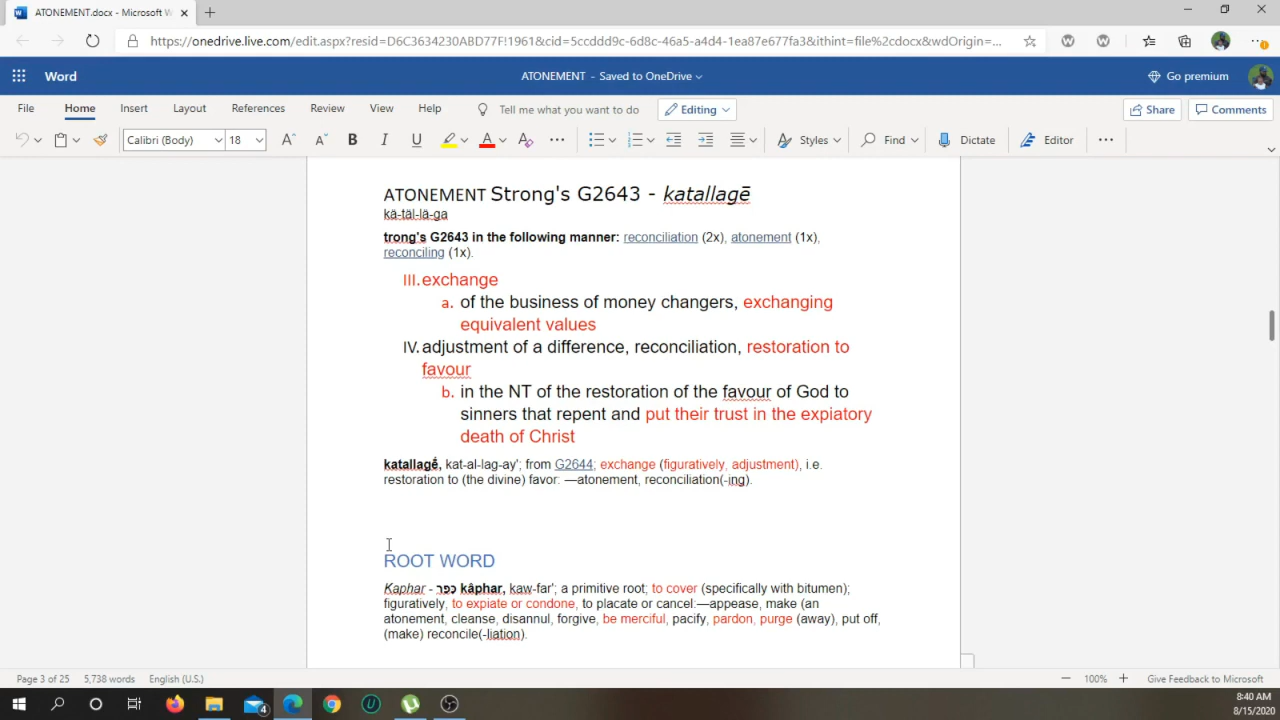 ATONEMENT.docx - Microsoft W
https://onedrive.live.com/edit.aspx?resid=D6C3634230ABD77F!1961&cid=5ccddd9c-6d8c-46a5-a4d4-1ea87e677fa3&ithint=file%2cdocx&wdOrigin=...
Word
ATONEMENT - Saved to OneDrive
Go premium
File Home Insert Layout References Review View Help Tell me what you want to do Editing Share Comments
Calibri (Body) 18 B I U A Styles Find Dictate Editor
ATONEMENT Strong's G2643 - katallagē
kä-täl-lä-ga
trong's G2643 in the following manner: reconciliation (2x), atonement (1x),
reconciling (1x).
III. exchange
a. of the business of money changers, exchanging
equivalent values
IV. adjustment of a difference, reconciliation, restoration to
favour
b. in the NT of the restoration of the favour of God to
sinners that repent and put their trust in the expiatory
death of Christ
katallagḗ, kat-al-lag-ay'; from G2644; exchange (figuratively, adjustment), i.e.
restoration to (the divine) favor: —atonement, reconciliation(-ing).
ROOT WORD
Kaphar - כפר kâphar, kaw-far'; a primitive root; to cover (specifically with bitumen);
figuratively, to expiate or condone, to placate or cancel:—appease, make (an
atonement, cleanse, disannul, forgive, be merciful, pacify, pardon, purge (away), put off,
(make) reconcile(-liation).
Page 3 of 25 5,738 words English (U.S.) 100% Give Feedback to Microsoft
4
8:40 AM
8/15/2020